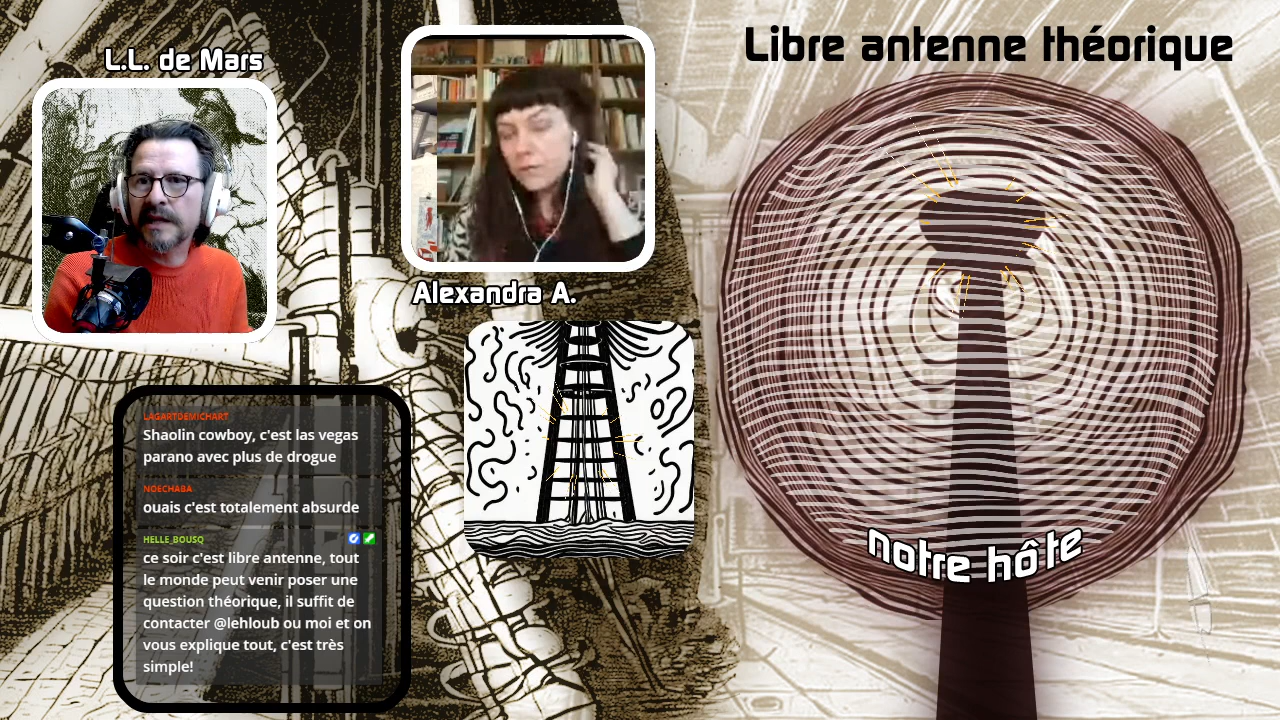 L.L. de Mars
Libre antenne théorique
Alexandra A.
LAGARTDEMICHART
Shaolin cowboy, c'est las vegas
parano avec plus de drogue
NOECHABA
ouais c'est totalement absurde
HELLE_BOUSQ
ce soir c'est libre antenne, tout
le monde peut venir poser une
question théorique, il suffit de
contacter @lehloub ou moi et on
vous explique tout, c'est très
simple!
notre hôte